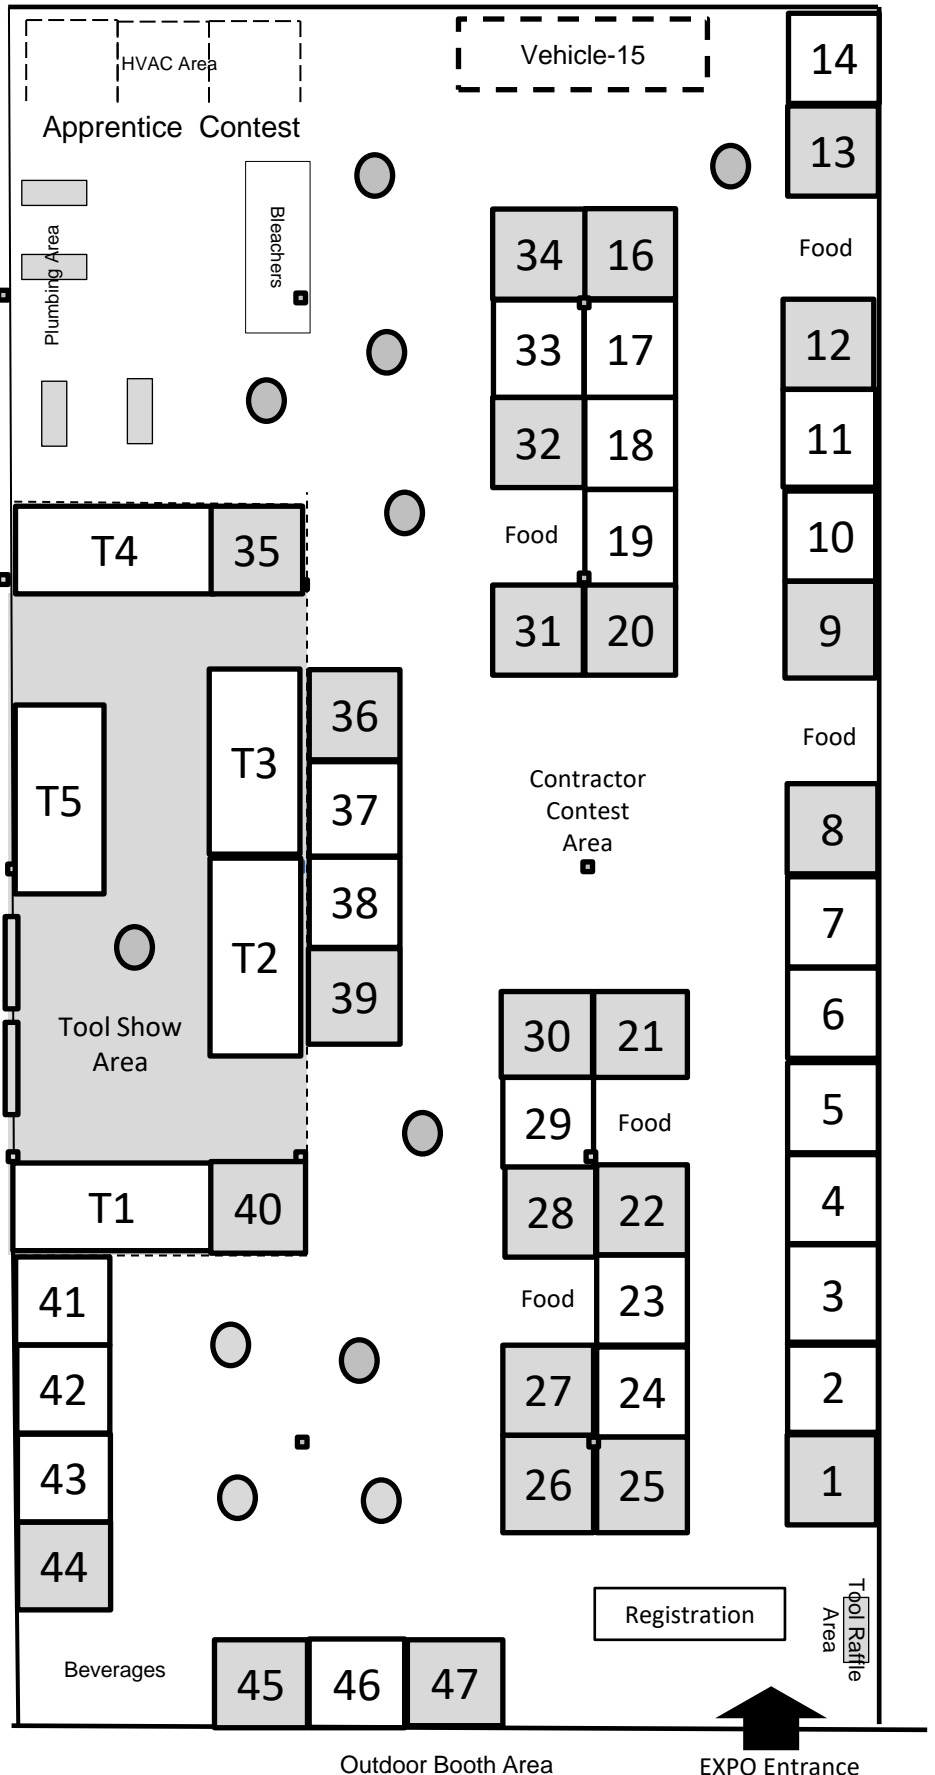 HVAC Area
Vehicle-15
14
Apprentice Contest
13
Bleachers
Plumbing Area
34
16
Food
33
17
12
32
18
11
Food
19
10
T4
35
31
20
9
36
T3
Food
T5
37
Contractor
Contest
Area
8
38
7
T2
39
6
Tool Show
Area
30
21
29
Food
5
T1
40
28
22
4
41
Food
23
3
42
27
24
2
43
26
25
1
44
Registration
Tool Raffle
Area
Beverages
45
46
47
Outdoor Booth Area
EXPO Entrance